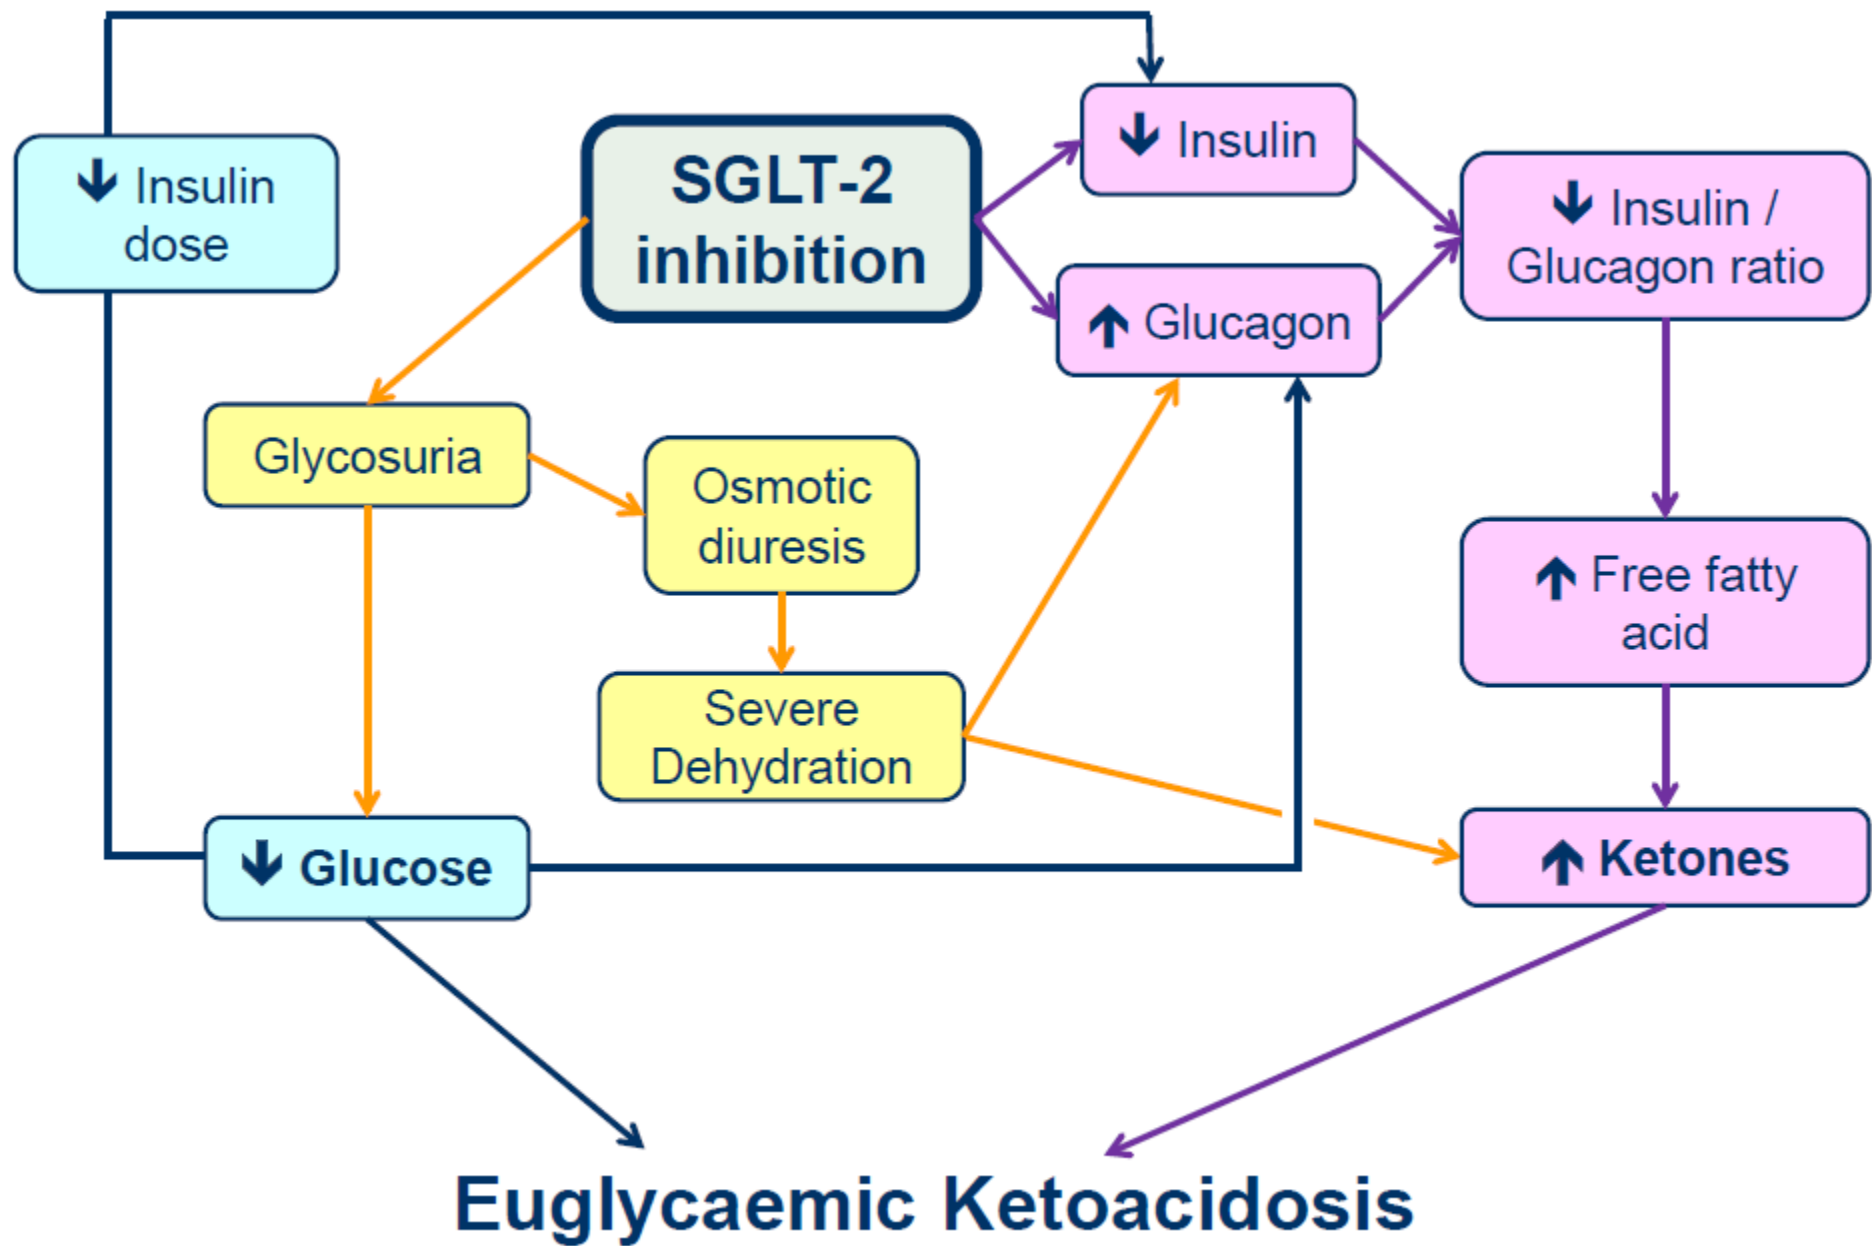 ↓ Insulin
dose
SGLT-2
inhibition
↓ Insulin
↑ Glucagon
↓ Insulin /
Glucagon ratio
Glycosuria
Osmotic
diuresis
↑ Free fatty
acid
Severe
Dehydration
↓ Glucose
↑ Ketones
Euglycaemic Ketoacidosis